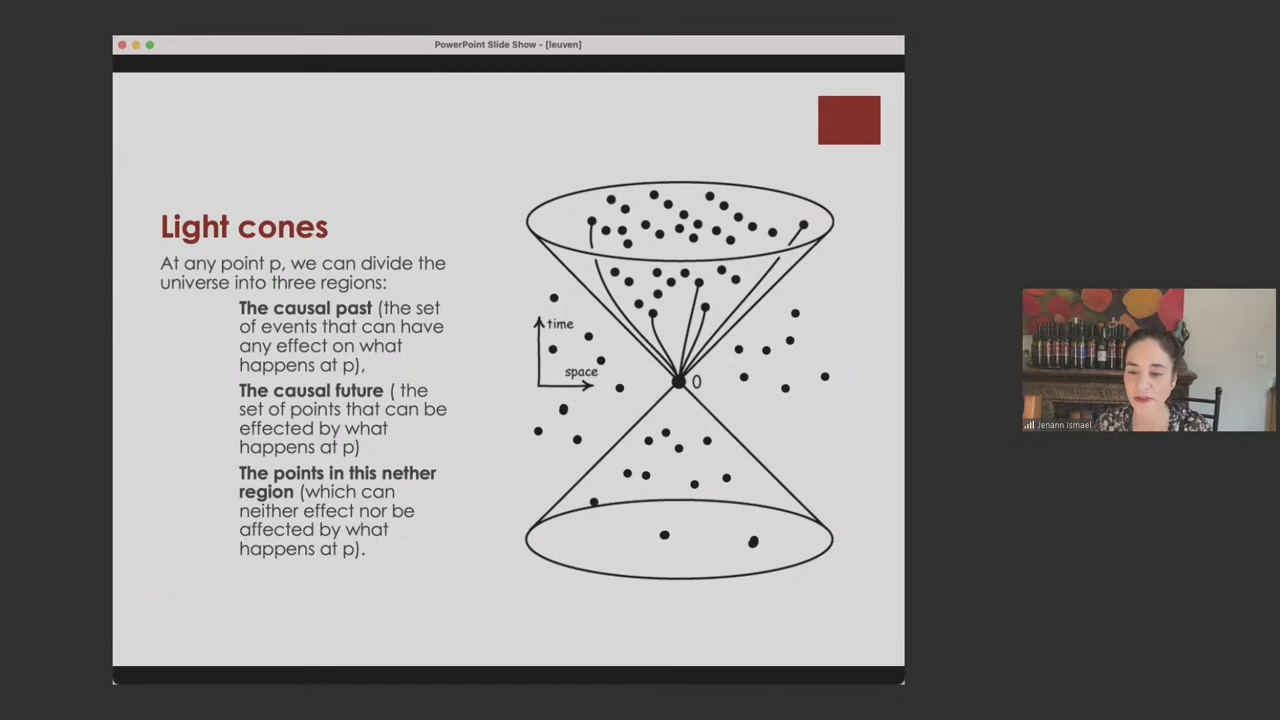 PowerPoint Slide Show - [leuven]
Light cones
At any point p, we can divide the
universe into three regions:
The causal past (the set
of events that can have
any effect on what
happens at p),
The causal future ( the
set of points that can be
effected by what
happens at p)
The points in this nether
region (which can
neither effect nor be
affected by what
happens at p).
time
space
O
Jenann Ismael